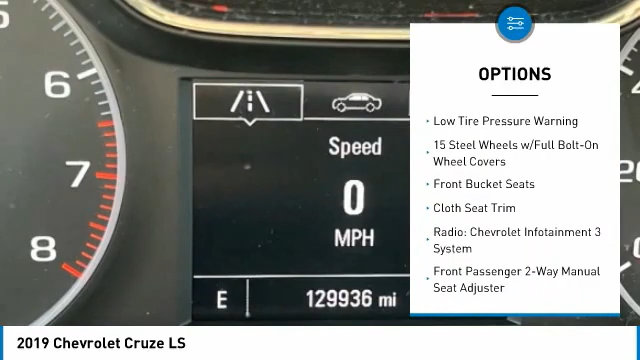 5
6
7
8
Speed
0
MPH
E
129936 mi
OPTIONS
Low Tire Pressure Warning
15 Steel Wheels w/Full Bolt-On
Wheel Covers
Front Bucket Seats
Cloth Seat Trim
Radio: Chevrolet Infotainment 3
System
Front Passenger 2-Way Manual
Seat Adjuster
2019 Chevrolet Cruze LS